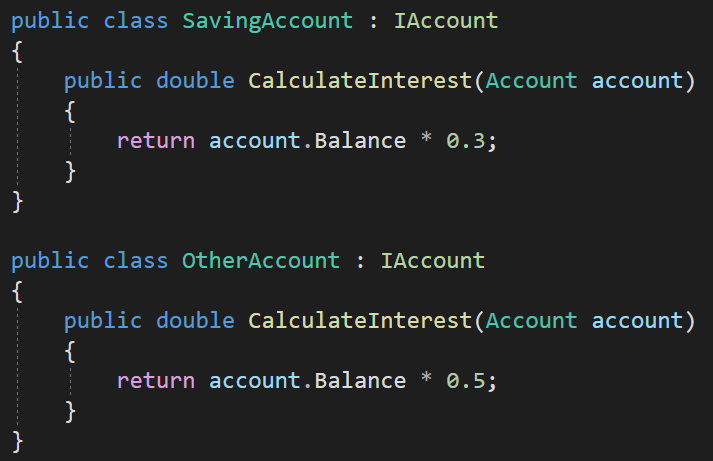 public class SavingAccount : IAccount
{
    public double CalculateInterest(Account account)
    {
        return account.Balance * 0.3;
    }
}

public class OtherAccount : IAccount
{
    public double CalculateInterest(Account account)
    {
        return account.Balance * 0.5;
    }
}